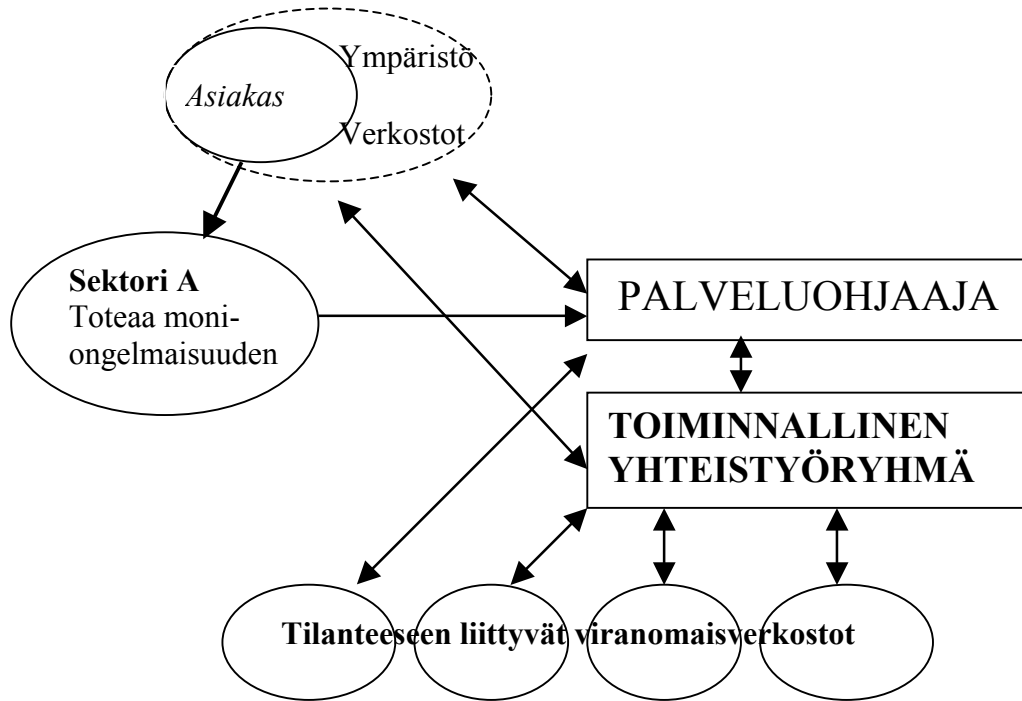 Ympäristö
Asiakas
Verkostot
Sektori A
Toteaa moni-
ongelmaisuuden
PALVELUOHJAAJA
TOIMINNALLINEN
YHTEISTYÖRYHMÄ
Tilanteeseen liittyvät viranomaisverkostot